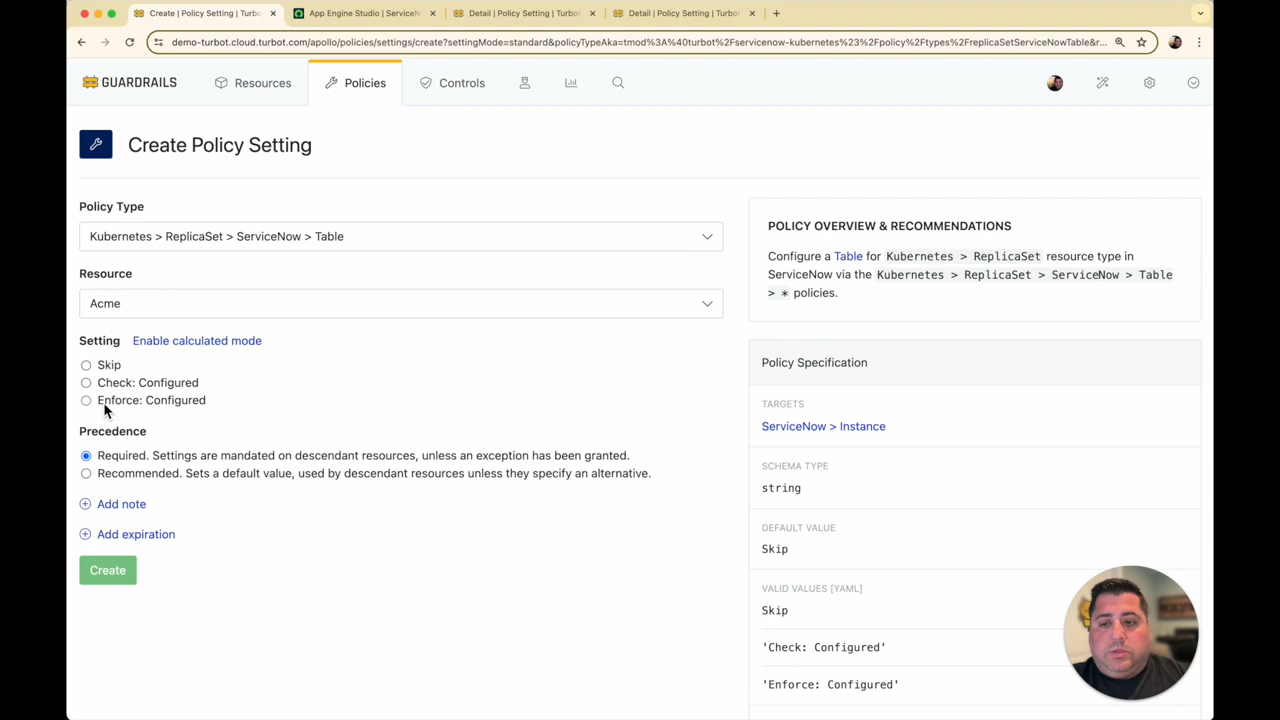 Create | Policy Setting | Turbo
App Engine Studio | ServiceN
Detail | Policy Setting | Turbot
Detail | Policy Setting | Turbot
demo-turbot.cloud.turbot.com/apollo/policies/settings/create?settingMode=standard&policyTypeAka=tmod%3A%40turbot%2Fservicenow-kubernetes%23%2Fpolicy%2Ftypes%2FreplicaSetServiceNowTable&r...
GUARDRAILS
Resources
Policies
Controls
Create Policy Setting
Policy Type
Kubernetes > ReplicaSet > ServiceNow > Table
Resource
Acme
Setting Enable calculated mode
Skip
Check: Configured
Enforce: Configured
Precedence
Required. Settings are mandated on descendant resources, unless an exception has been granted.
Recommended. Sets a default value, used by descendant resources unless they specify an alternative.
Add note
Add expiration
Create
POLICY OVERVIEW & RECOMMENDATIONS
Configure a Table for Kubernetes > ReplicaSet resource type in
ServiceNow via the Kubernetes > ReplicaSet > ServiceNow > Table
> * policies.
Policy Specification
TARGETS
ServiceNow > Instance
SCHEMA TYPE
string
DEFAULT VALUE
Skip
VALID VALUES [YAML]
Skip
'Check: Configured'
'Enforce: Configured'